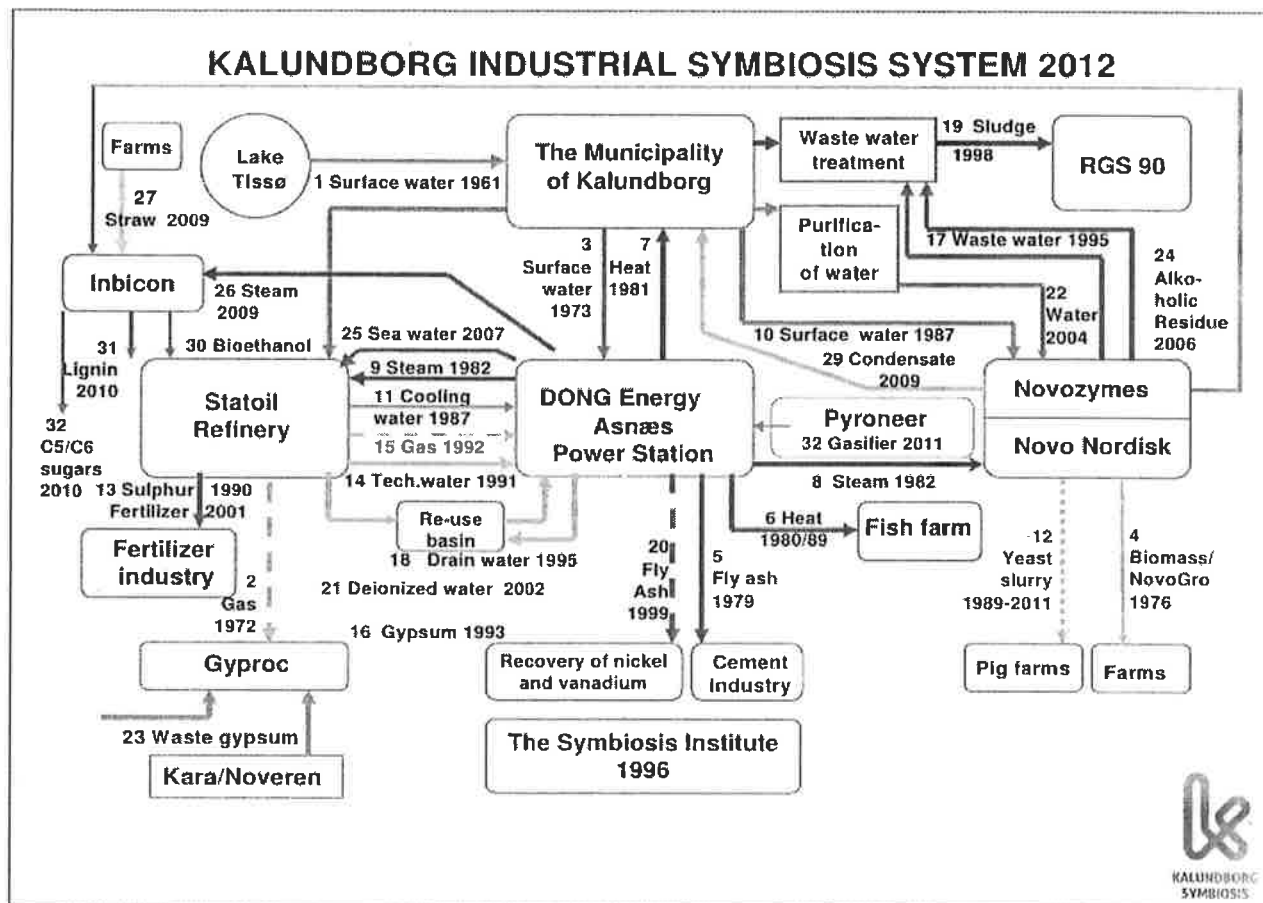 KALUNDBORG INDUSTRIAL SYMBIOSIS SYSTEM 2012
Farms
Lake
TIssø
1 Surface water 1961
The Municipality
of Kalundborg
Waste water
treatment
19 Sludge
1998
RGS 90
27
Straw 2009
Purifica-
tion
of water
17 Waste water 1995
24
Alko-
holic
Residue
2006
Inbicon
26 Steam
2009
3
Surface
water
1973
7
Heat
1981
22
Water
2004
10 Surface water 1987
29 Condensate
2009
25 Sea water 2007
30 Bioethanol
31
Lignin
2010
9 Steam 1982
11 Cooling
water 1987
15 Gas 1992
14 Tech.water 1991
Statoil
Refinery
DONG Energy
Asnæs
Power Station
Pyroneer
32 Gasifier 2011
Novozymes
Novo Nordisk
8 Steam 1982
32
C5/C6
sugars
2010
13 Sulphur 1990
Fertilizer 2001
Fertilizer
industry
Re-use
basin
18 Drain water 1995
6 Heat
1980/89
Fish farm
21 Deionized water 2002
20
Fly
Ash
1999
5
Fly ash
1979
12
Yeast
slurry
1989-2011
4
Biomass/
NovoGro
1976
2
Gas
1972
16 Gypsum 1993
Gyproc
Recovery of nickel
and vanadium
Cement
Industry
Pig farms
Farms
23 Waste gypsum
Kara/Noveren
The Symbiosis Institute
1996
KALUNDBORG
SYMBIOSIS